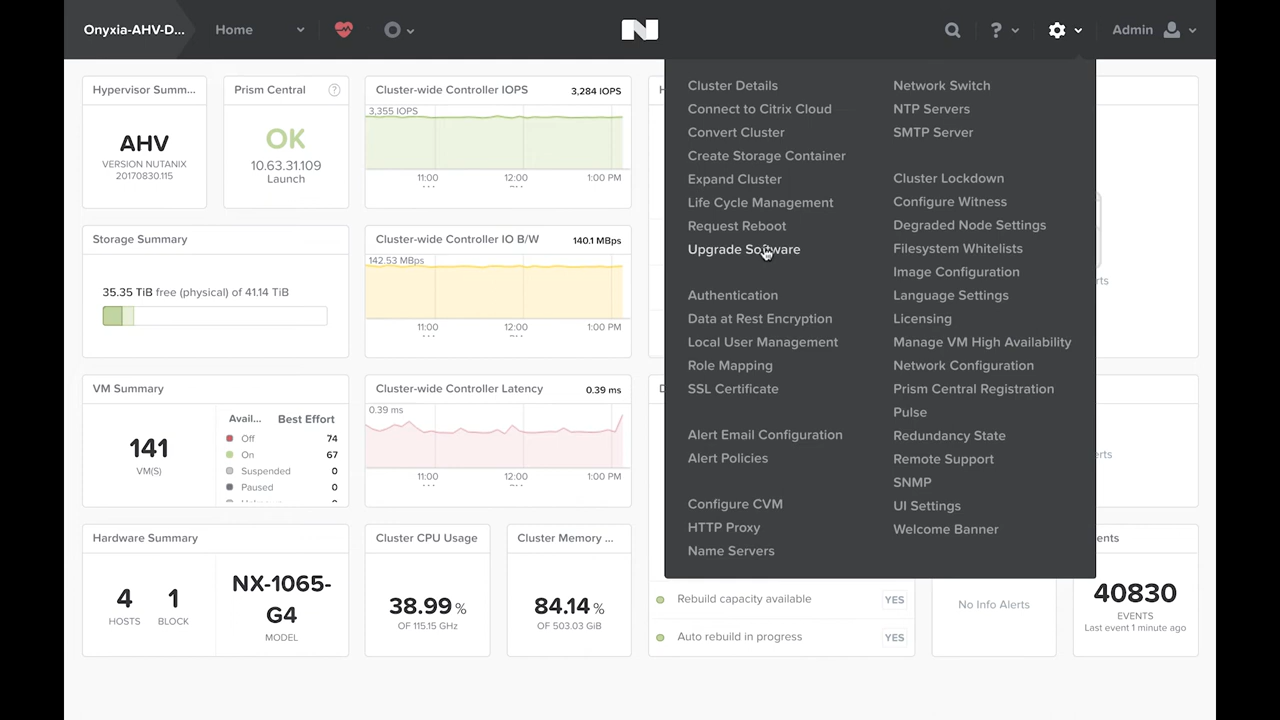 Onyxia-AHV-D...
Home
?
Admin
Hypervisor Summ...
AHV
VERSION NUTANIX
20170830.115
Prism Central
?
OK
10.63.31.109
Launch
Cluster-wide Controller IOPS
3,284 IOPS
3,355 IOPS
11:00
12:00
1:00 PM
Storage Summary
35.35 TiB free (physical) of 41.14 TiB
Cluster-wide Controller IO B/W
140.1 MBps
142.53 MBps
11:00
12:00
1:00 PM
VM Summary
141
VM(S)
Avail...
Best Effort
Off
74
On
67
Suspended
0
Paused
0
Cluster-wide Controller Latency
0.39 ms
0.39 ms
11:00
12:00
1:00 PM
Hardware Summary
4
HOSTS
1
BLOCK
NX-1065-
G4
MODEL
Cluster CPU Usage
38.99 %
OF 115.15 GHz
Cluster Memory ...
84.14 %
OF 503.03 GiB
Cluster Details
Connect to Citrix Cloud
Convert Cluster
Create Storage Container
Expand Cluster
Life Cycle Management
Request Reboot
Upgrade Software
Authentication
Data at Rest Encryption
Local User Management
Role Mapping
SSL Certificate
Alert Email Configuration
Alert Policies
Configure CVM
HTTP Proxy
Name Servers
Network Switch
NTP Servers
SMTP Server
Cluster Lockdown
Configure Witness
Degraded Node Settings
Filesystem Whitelists
Image Configuration
Language Settings
Licensing
Manage VM High Availability
Network Configuration
Prism Central Registration
Pulse
Redundancy State
Remote Support
SNMP
UI Settings
Welcome Banner
Rebuild capacity available
YES
Auto rebuild in progress
YES
No Info Alerts
40830
EVENTS
Last event 1 minute ago